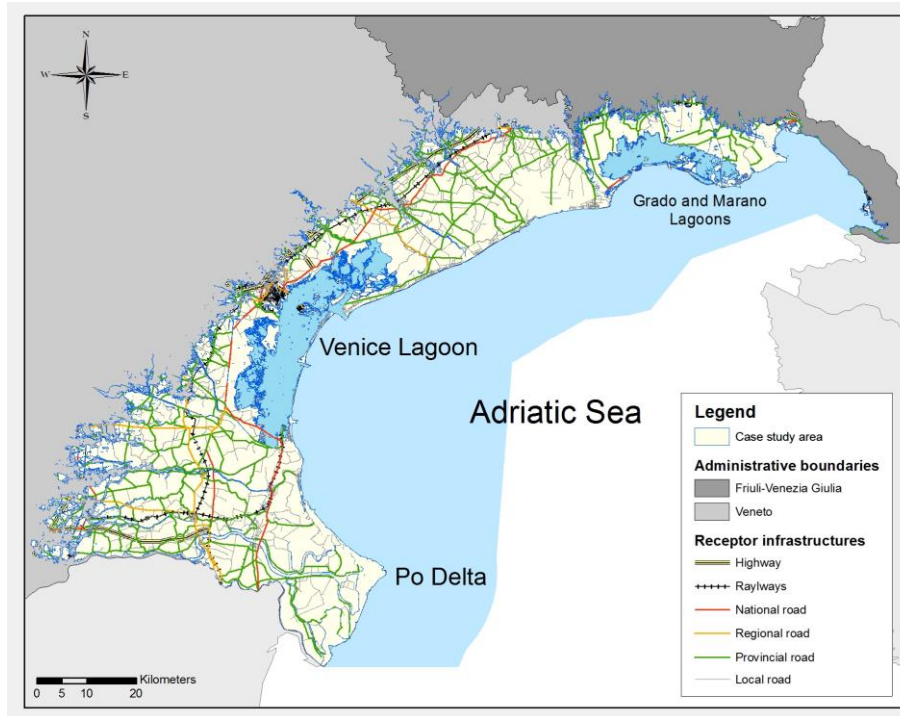 N
W E
S
Grado and Marano
Lagoons
Venice Lagoon
Adriatic Sea
Po Delta
Legend
Case study area
Administrative boundaries
Friuli-Venezia Giulia
Veneto
Receptor infrastructures
Highway
Raylways
National road
Regional road
Provincial road
Local road
Kilometers
0 5 10 20